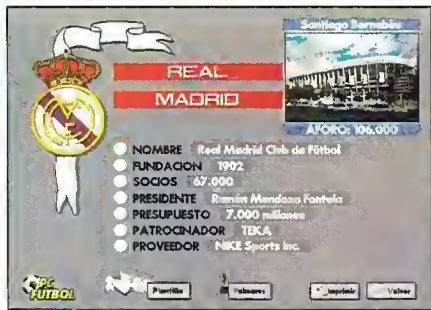 Santiago Bernabéu
REAL
MADRID
AFORO: 106.000
NOMBRE Real Madrid Club de Fútbol
FUNDACION 1902
SOCIOS 67.000
PRESIDENTE Ramón Mendoza Fontela
PRESUPUESTO 7.000 millones
PATROCINADOR TEKA
PROVEEDOR NIKE Sports Inc.
PC FUTBOL
Plantilla
Palmares
Imprimir
Volver